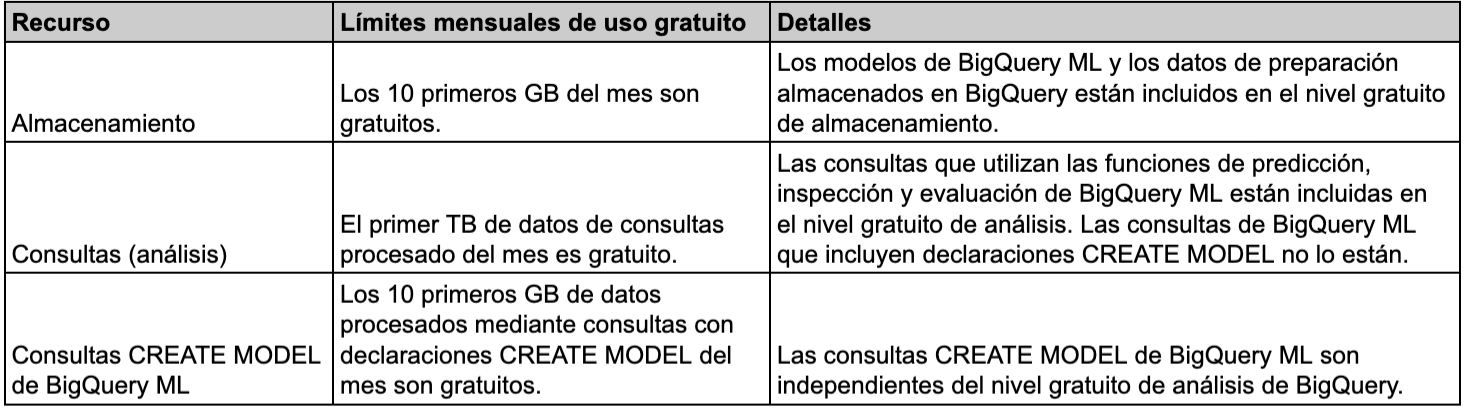 Recurso
Límites mensuales de uso gratuito
Detalles
Almacenamiento
Los 10 primeros GB del mes son
gratuitos.
Los modelos de BigQuery ML y los datos de preparación
almacenados en BigQuery están incluidos en el nivel gratuito
de almacenamiento.
Consultas (análisis)
El primer TB de datos de consultas
procesado del mes es gratuito.
Las consultas que utilizan las funciones de predicción,
inspección y evaluación de BigQuery ML están incluidas en
el nivel gratuito de análisis. Las consultas de BigQuery ML
que incluyen declaraciones CREATE MODEL no lo están.
Consultas CREATE MODEL
de BigQuery ML
Los 10 primeros GB de datos
procesados mediante consultas con
declaraciones CREATE MODEL del
mes son gratuitos.
Las consultas CREATE MODEL de BigQuery ML son
independientes del nivel gratuito de análisis de BigQuery.